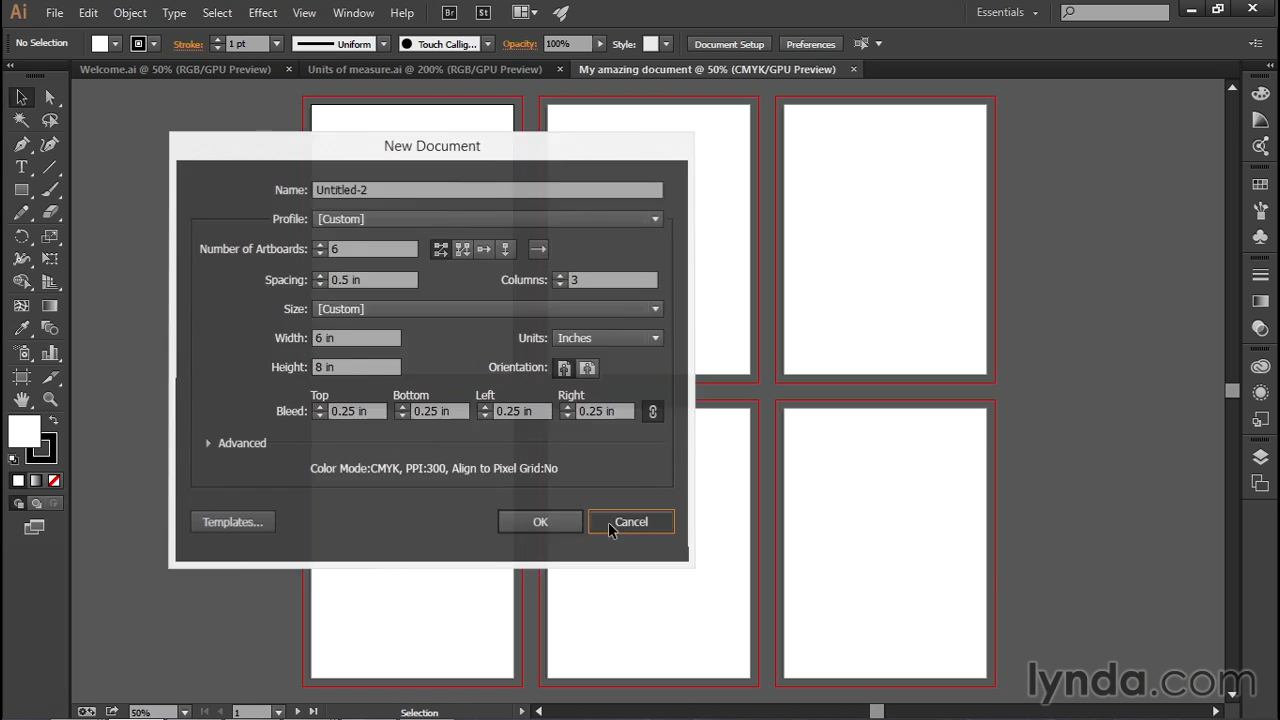 Ai File Edit Object Type Select Effect View Window Help Br St Essentials
No Selection Stroke: 1 pt Uniform Touch Callig... Opacity: 100% Style: Document Setup Preferences
Welcome.ai @ 50% (RGB/GPU Preview) × Units of measure.ai @ 200% (RGB/GPU Preview) × My amazing document @ 50% (CMYK/GPU Preview) ×
New Document
Name: Untitled-2
Profile: [Custom]
Number of Artboards: 6
Spacing: 0.5 in Columns: 3
Size: [Custom]
Width: 6 in Units: Inches
Height: 8 in Orientation:
Top Bottom Left Right
Bleed: 0.25 in 0.25 in 0.25 in 0.25 in
Advanced
Color Mode:CMYK, PPI:300, Align to Pixel Grid:No
Templates... OK Cancel
lynda.com
50% 1 Selection